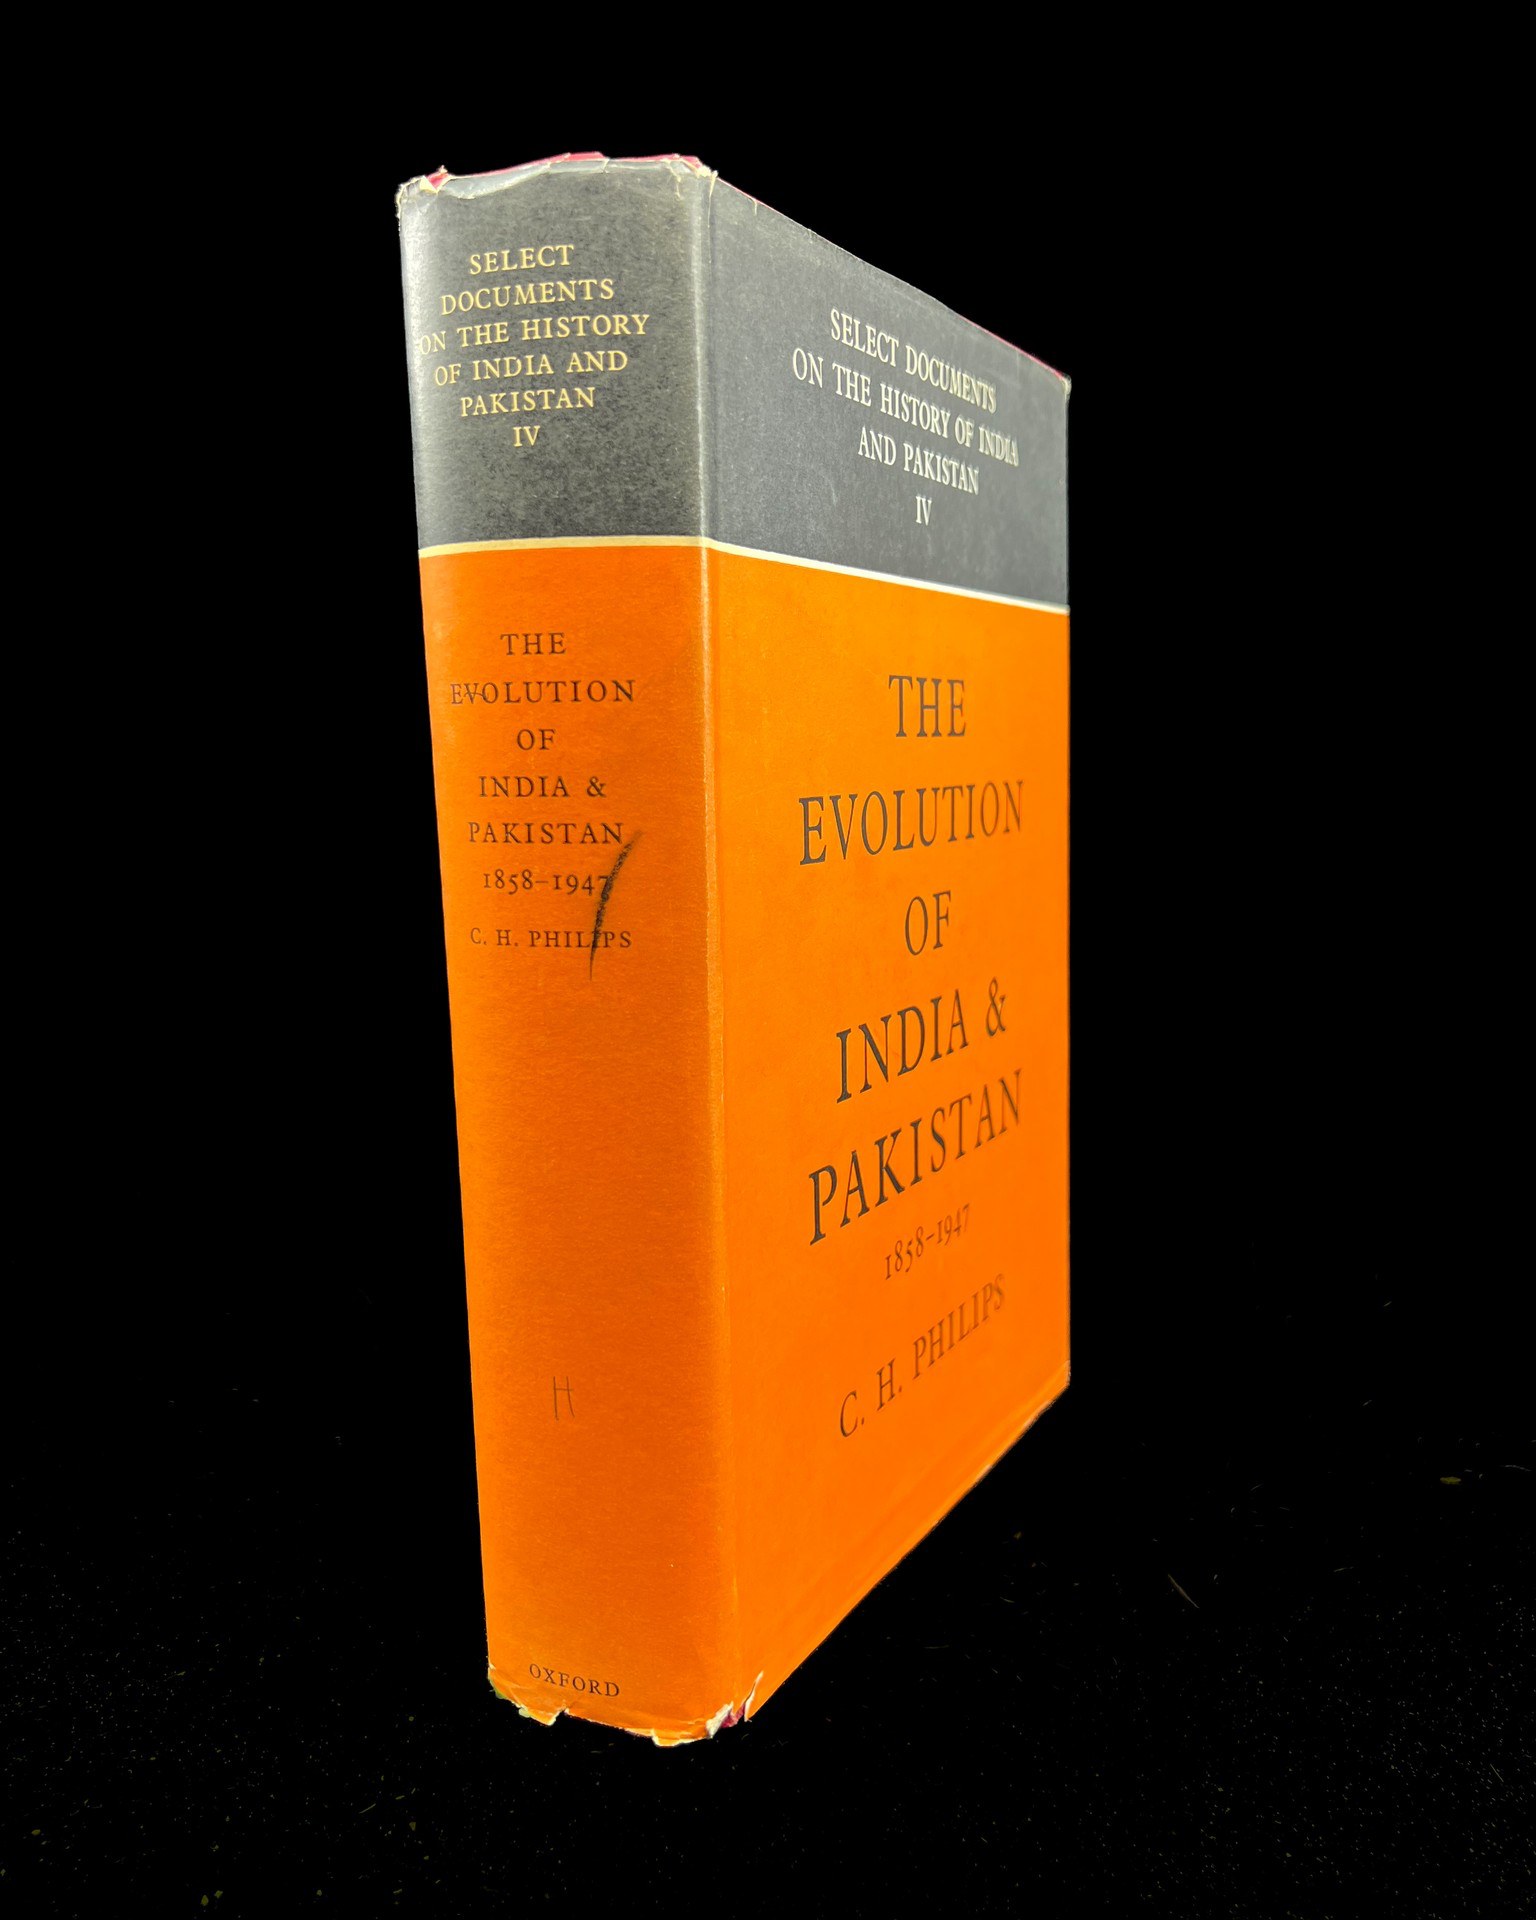 SELECT
DOCUMENTS
ON THE HISTORY
OF INDIA AND
PAKISTAN
IV
THE
EVOLUTION
OF
INDIA &
PAKISTAN
1858–1947
C. H. PHILIPS
H
OXFORD
SELECT DOCUMENTS
ON THE HISTORY OF INDIA
AND PAKISTAN
IV
THE
EVOLUTION
OF
INDIA &
PAKISTAN
1858–1947
C. H. PHILIPS